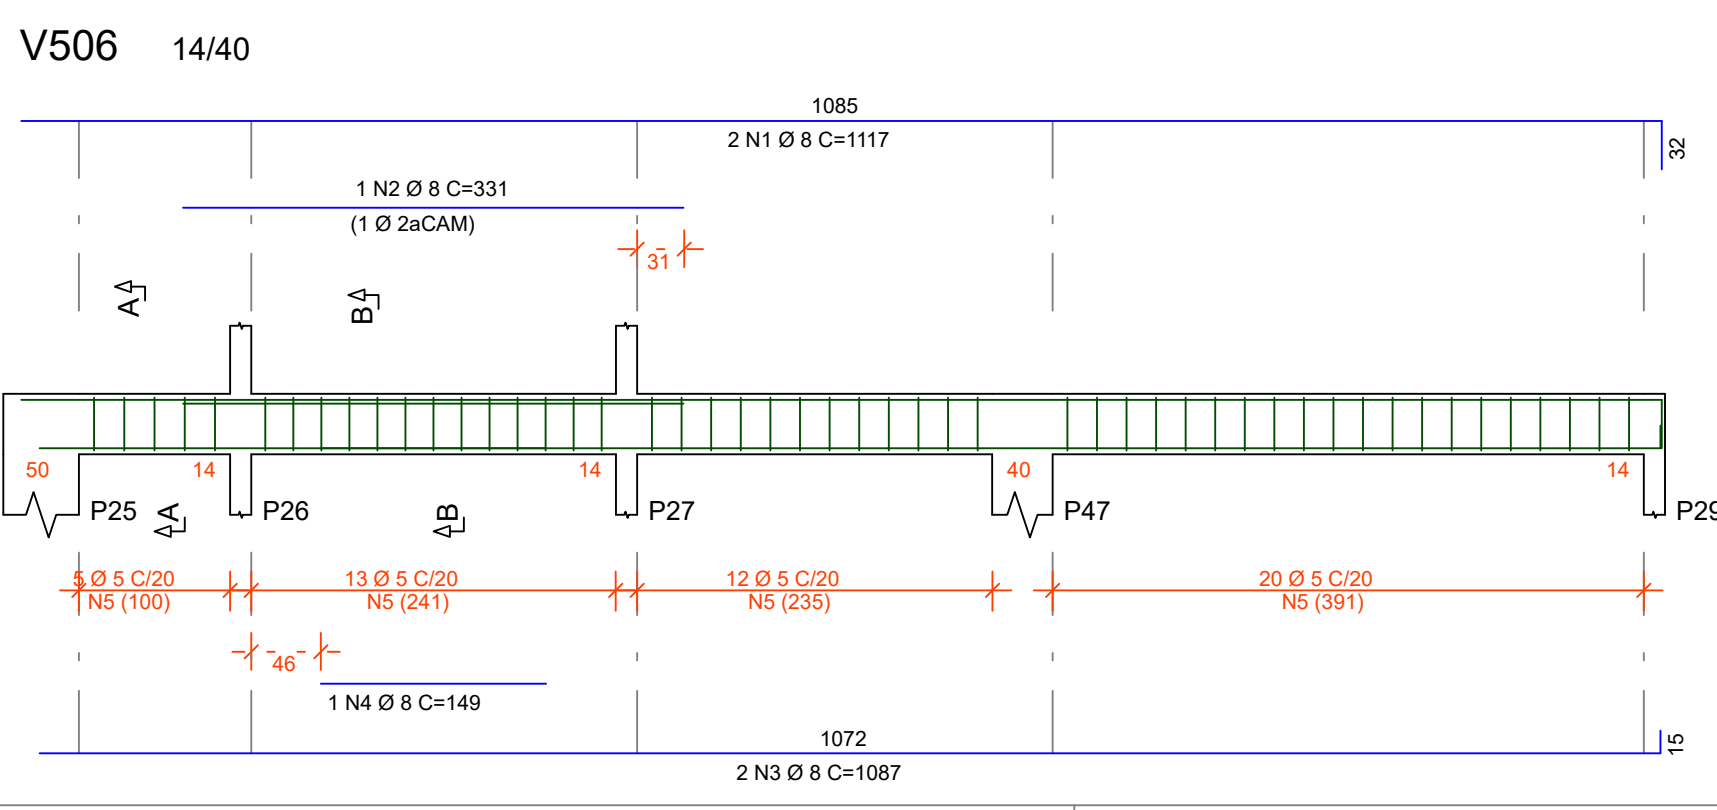 V506 14/40
1085
2 N1 Ø 8 C=1117
32
1 N2 Ø 8 C=331
(1 Ø 2aCAM)
31
A B
50 14 14 40 14
P25 A P26 B P27 P47 P29
5 Ø 5 C/20 13 Ø 5 C/20 12 Ø 5 C/20 20 Ø 5 C/20
N5 (100) N5 (241) N5 (235) N5 (391)
46
1 N4 Ø 8 C=149
1072
15
2 N3 Ø 8 C=1087